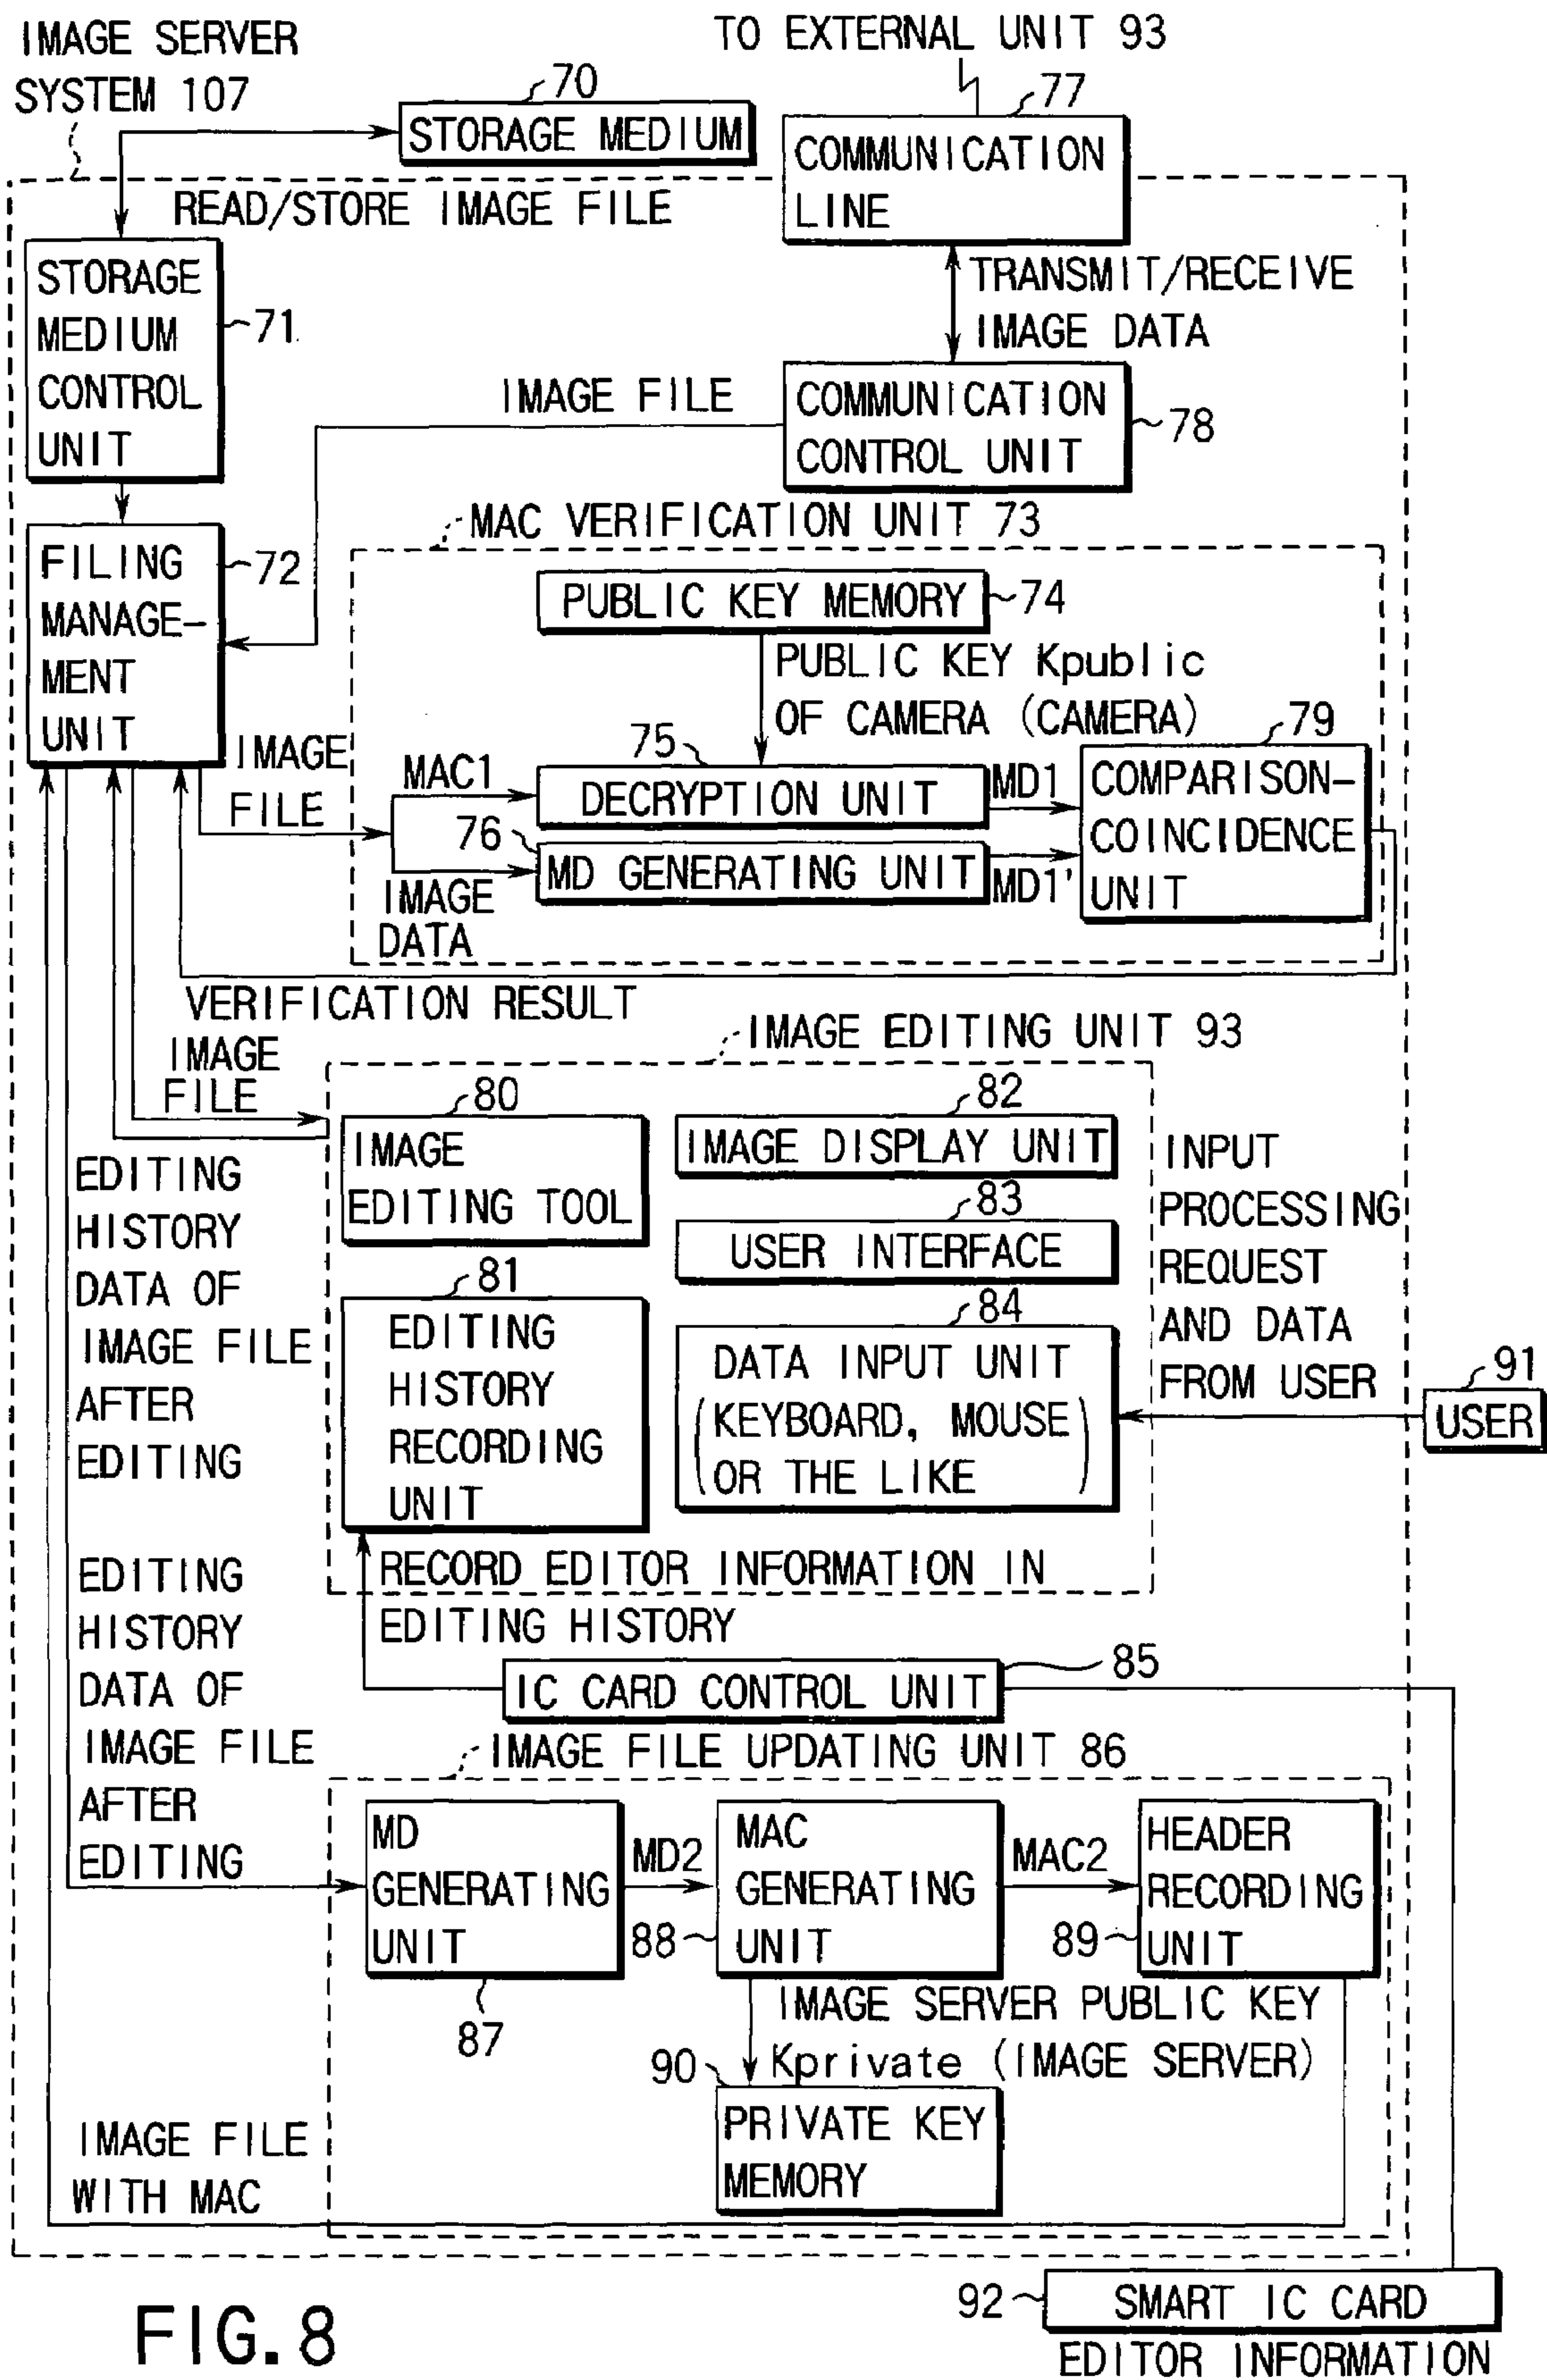 IMAGE SERVER
SYSTEM 107
TO EXTERNAL UNIT 93
70
STORAGE MEDIUM
77
COMMUNICATION
LINE
READ/STORE IMAGE FILE
STORAGE
MEDIUM
CONTROL
UNIT
71
TRANSMIT/RECEIVE
IMAGE DATA
IMAGE FILE
COMMUNICATION
CONTROL UNIT
78
MAC VERIFICATION UNIT 73
FILING
MANAGE-
MENT
UNIT
72
PUBLIC KEY MEMORY
74
PUBLIC KEY Kpublic
OF CAMERA (CAMERA)
IMAGE
FILE
MAC1
75
DECRYPTION UNIT
MD1
79
COMPARISON-
COINCIDENCE
UNIT
76
MD GENERATING UNIT
MD1'
IMAGE
DATA
VERIFICATION RESULT
IMAGE
FILE
IMAGE EDITING UNIT 93
80
IMAGE
EDITING TOOL
82
IMAGE DISPLAY UNIT
83
USER INTERFACE
81
EDITING
HISTORY
RECORDING
UNIT
84
DATA INPUT UNIT
(KEYBOARD, MOUSE
OR THE LIKE)
INPUT
PROCESSING
REQUEST
AND DATA
FROM USER
91
USER
EDITING
HISTORY
DATA OF
IMAGE FILE
AFTER
EDITING
RECORD EDITOR INFORMATION IN
EDITING HISTORY
IC CARD CONTROL UNIT
85
EDITING
HISTORY
DATA OF
IMAGE FILE
AFTER
EDITING
IMAGE FILE UPDATING UNIT 86
MD
GENERATING
UNIT
87
MD2
MAC
GENERATING
UNIT
88
MAC2
HEADER
RECORDING
UNIT
89
IMAGE SERVER PUBLIC KEY
Kprivate (IMAGE SERVER)
90
PRIVATE KEY
MEMORY
IMAGE FILE
WITH MAC
92
SMART IC CARD
EDITOR INFORMATION
FIG. 8